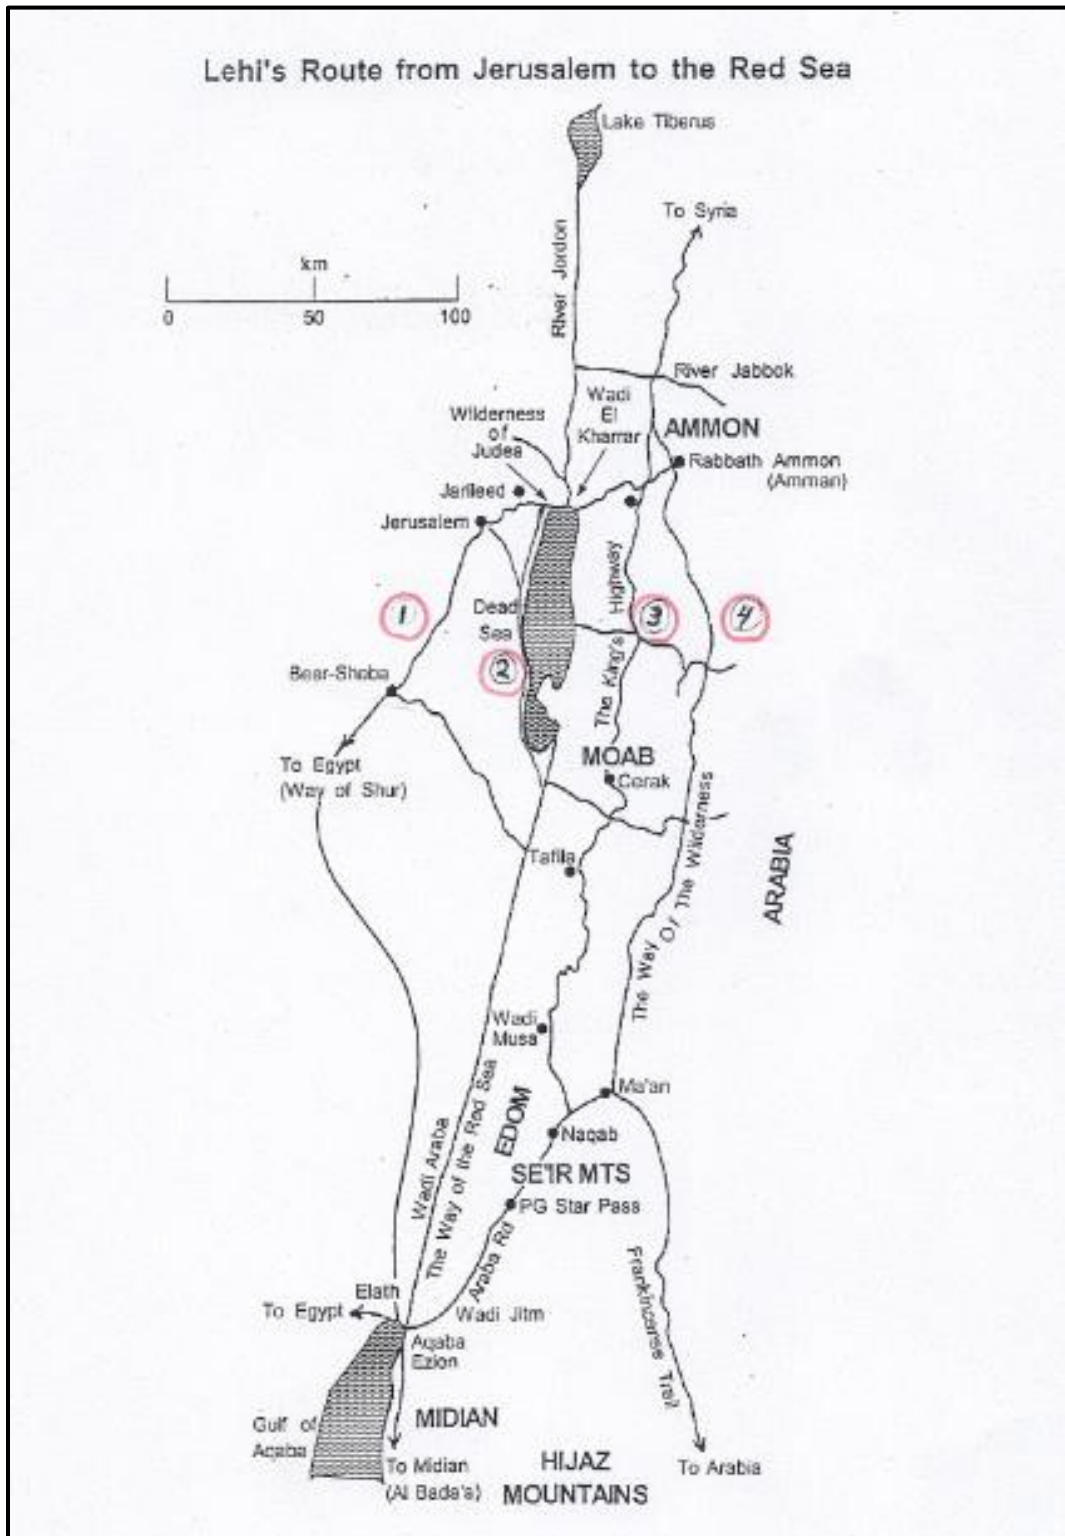 Lehi's Route from Jerusalem to the Red Sea
Lake Tiberus
To Syria
km
0 50 100
River Jordon
River Jabbok
Wadi
El
Kharrar
Wilderness
of
Judea
AMMON
Rabbath Ammon
(Amman)
Jarileed
Jerusalem
Highway
The King's
1
Dead
Sea
3
4
2
Beer-Sheba
MOAB
To Egypt
(Way of Shur)
Cerak
The Way Of The Wilderness
ARABIA
Tafila
Wadi
Musa
Ma'an
EDOM
Naqab
SE'IR MTS
PG Star Pass
Wadi Araba
The Way of the Red Sea
Araba Rd
Frankincense Trail
Elath
To Egypt
Wadi Jitm
Aqaba
Ezion
Gulf of
Aqaba
MIDIAN
To Midian
(Al Bada'a)
HIJAZ
MOUNTAINS
To Arabia